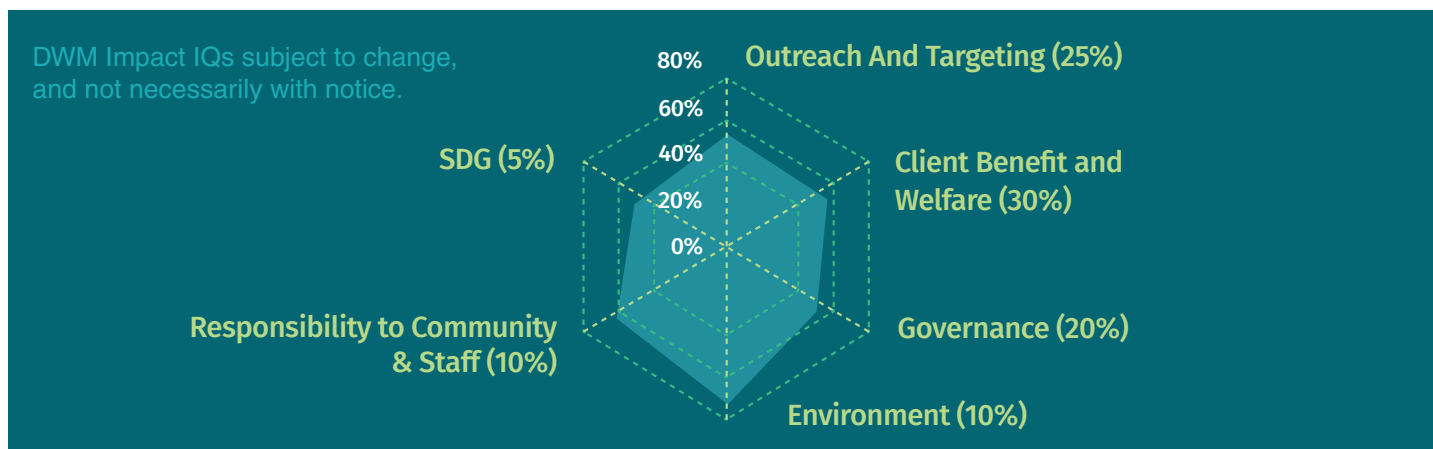 DWM Impact IQs subject to change,
and not necessarily with notice.
80%
60%
40%
20%
0%
Outreach And Targeting (25%)
Client Benefit and
Welfare (30%)
Governance (20%)
Environment (10%)
Responsibility to Community
& Staff (10%)
SDG (5%)